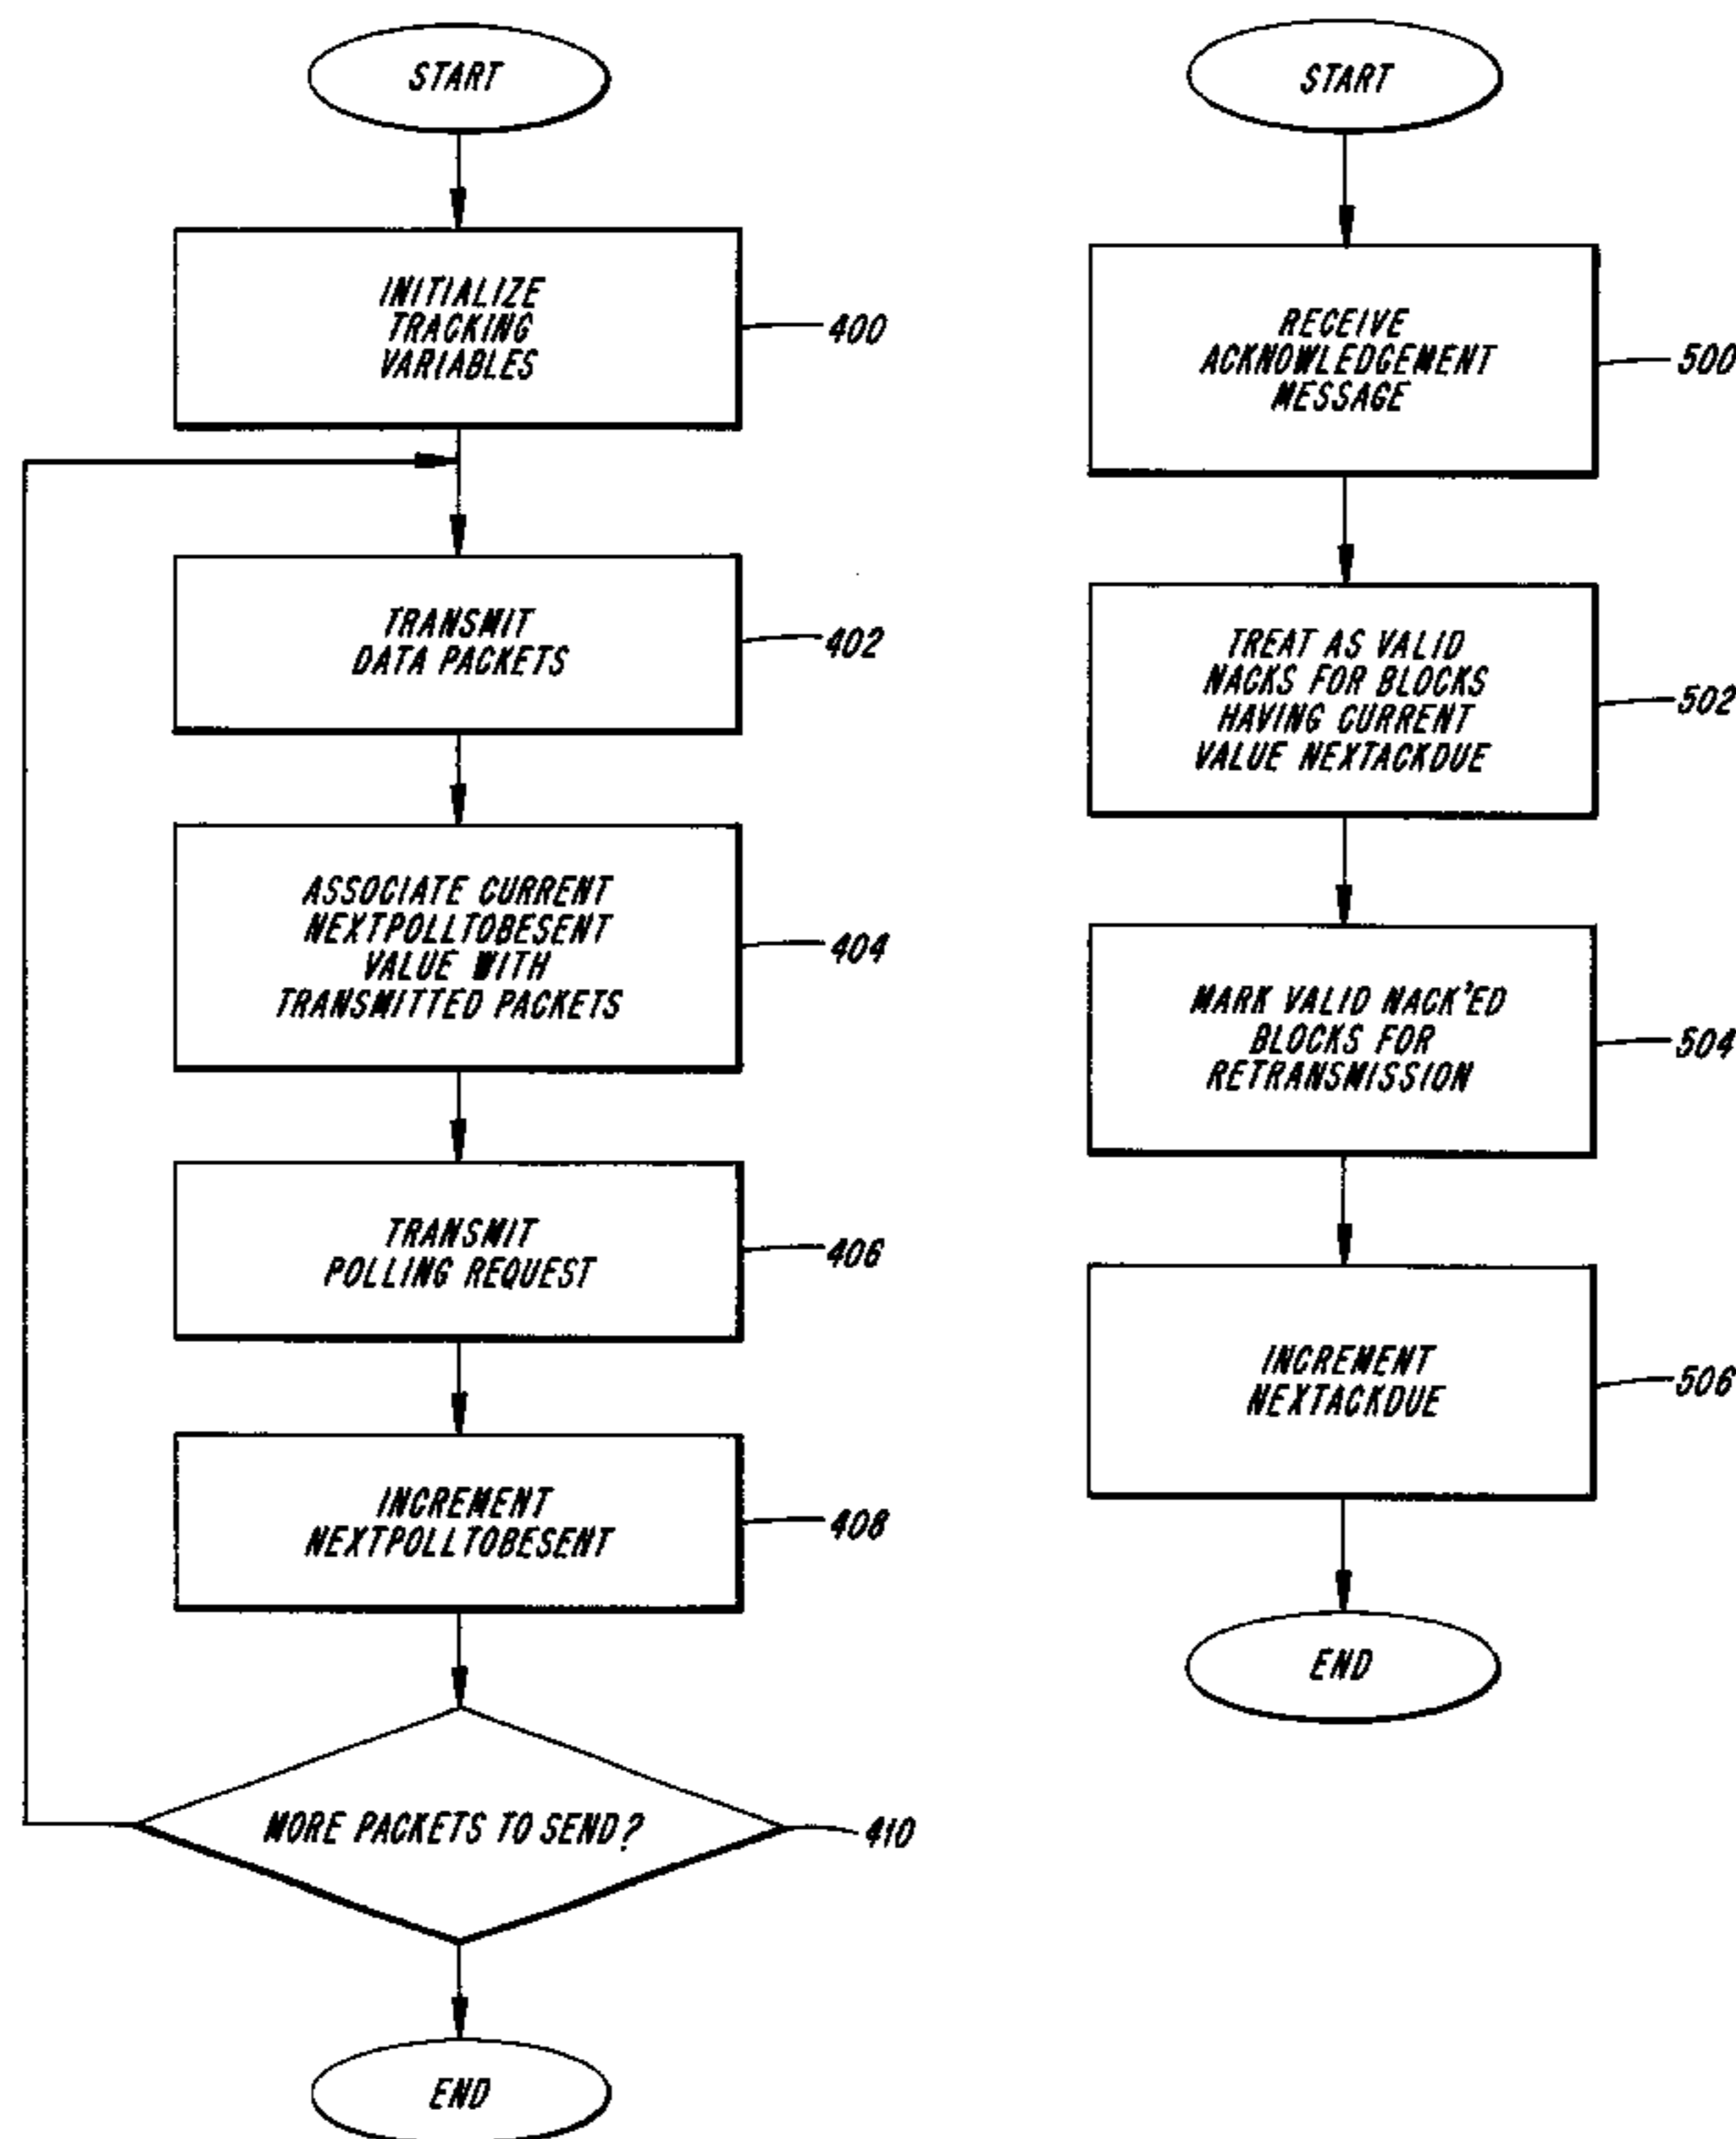 START
INITIALIZE
TRACKING
VARIABLES
400
TRANSMIT
DATA PACKETS
402
ASSOCIATE CURRENT
NEXTPOLLTOBESENT
VALUE WITH
TRANSMITTED PACKETS
404
TRANSMIT
POLLING REQUEST
406
INCREMENT
NEXTPOLLTOBESENT
408
MORE PACKETS TO SEND?
410
END
START
RECEIVE
ACKNOWLEDGEMENT
MESSAGE
500
TREAT AS VALID
NACKS FOR BLOCKS
HAVING CURRENT
VALUE NEXTACKDUE
502
MARK VALID NACK'ED
BLOCKS FOR
RETRANSMISSION
504
INCREMENT
NEXTACKDUE
506
END